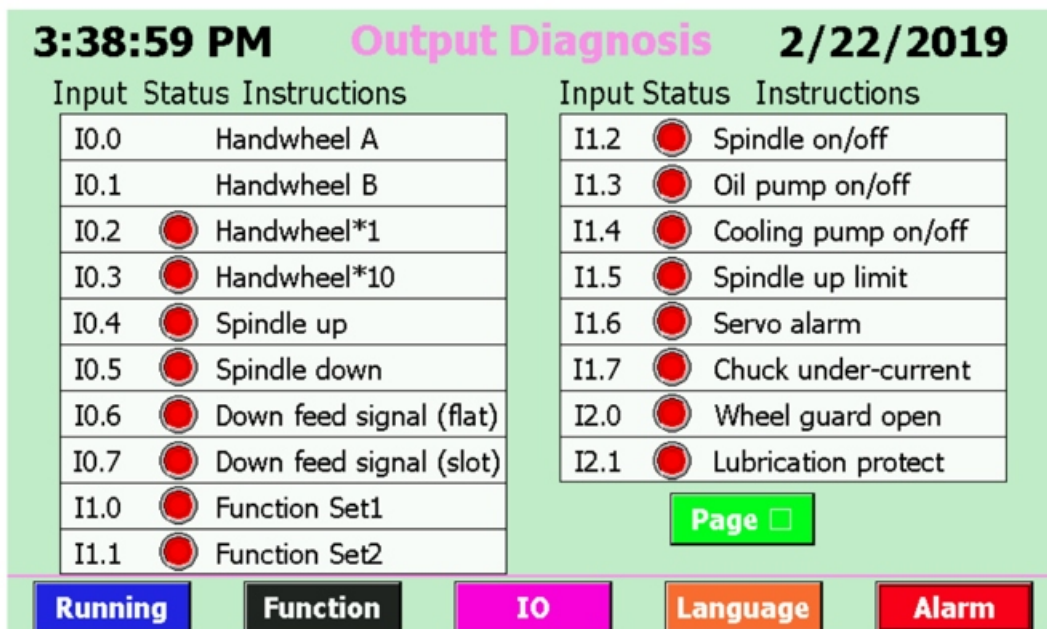 3:38:59 PM Output Diagnosis 2/22/2019
Input Status Instructions
I0.0 Handwheel A
I0.1 Handwheel B
I0.2 Handwheel*1
I0.3 Handwheel*10
I0.4 Spindle up
I0.5 Spindle down
I0.6 Down feed signal (flat)
I0.7 Down feed signal (slot)
I1.0 Function Set1
I1.1 Function Set2
Input Status Instructions
I1.2 Spindle on/off
I1.3 Oil pump on/off
I1.4 Cooling pump on/off
I1.5 Spindle up limit
I1.6 Servo alarm
I1.7 Chuck under-current
I2.0 Wheel guard open
I2.1 Lubrication protect
Page □
Running Function IO Language Alarm